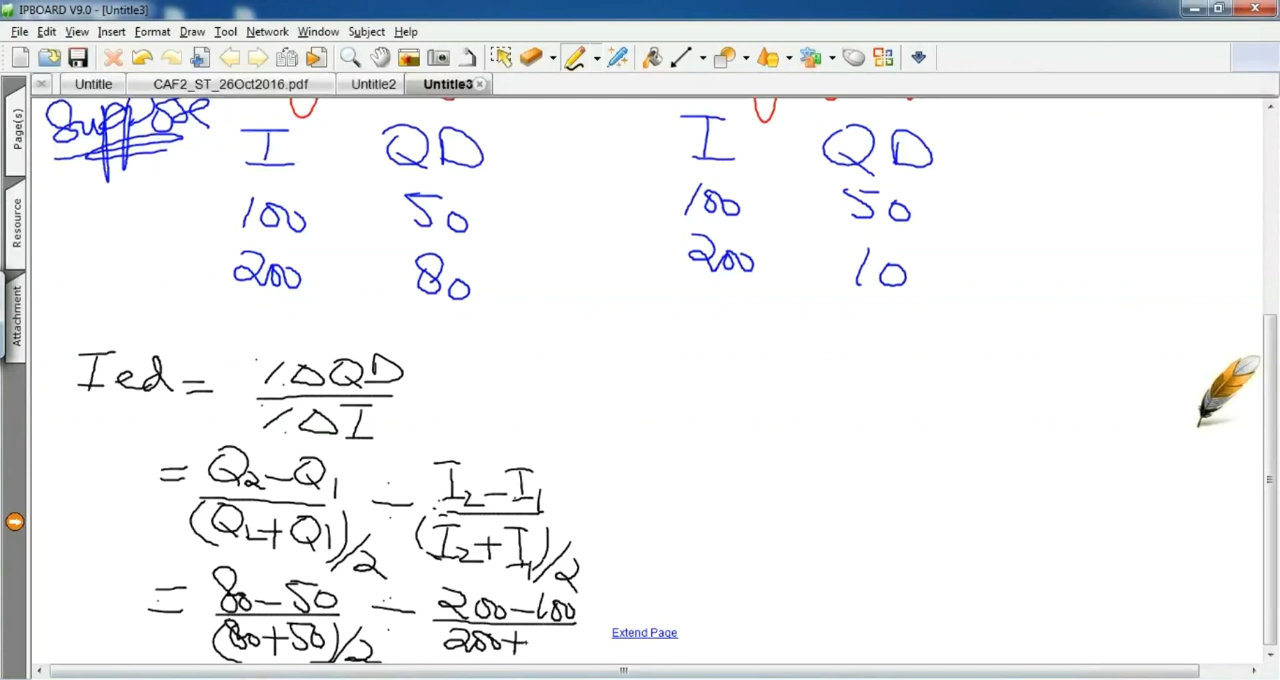 IPBOARD V9.0 - [Untitle3]
File Edit View Insert Format Draw Tool Network Window Subject Help
Untitle CAF2_ST_26Oct2016.pdf Untitle2 Untitle3
Page(s)
Resource
Attachment
Suppose
I QD I QD
100 50 100 50
200 80 200 10
Ied = %ΔQD
%ΔI
= Q2-Q1 ÷ I2-I1
(Q2+Q1)/2 (I2+I1)/2
= 80-50 ÷ 200-100
(80+50)/2 200+
Extend Page